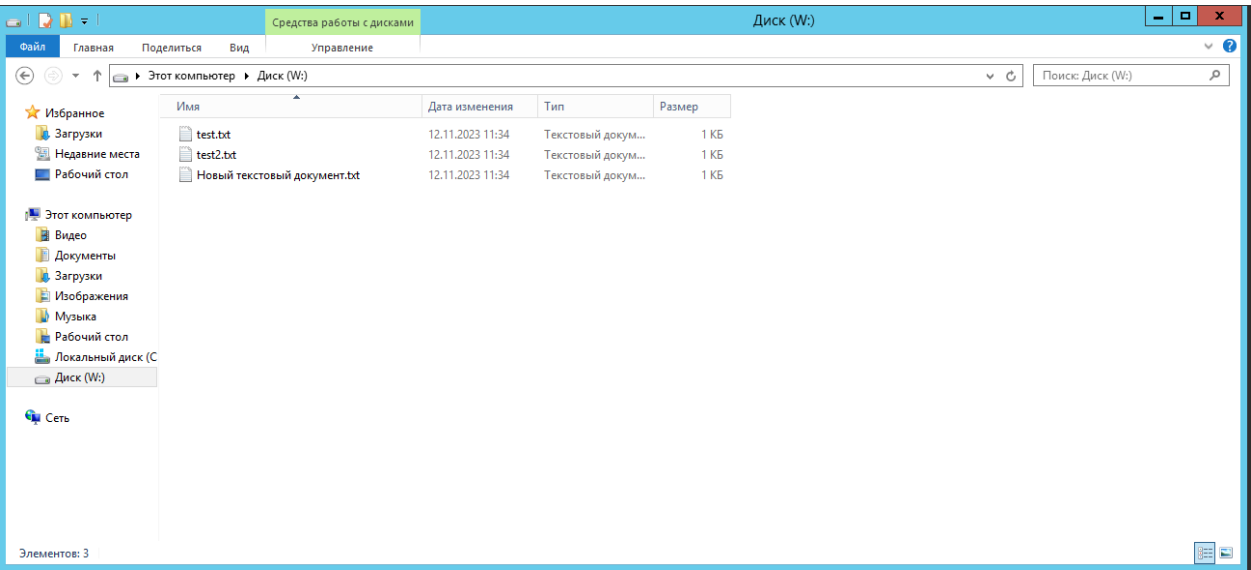 Средства работы с дисками
Диск (W:)
Файл Главная Поделиться Вид Управление
Этот компьютер Диск (W:)
Поиск: Диск (W:)
Избранное
Загрузки
Недавние места
Рабочий стол
Этот компьютер
Видео
Документы
Загрузки
Изображения
Музыка
Рабочий стол
Локальный диск (C
Диск (W:)
Сеть
Имя Дата изменения Тип Размер
test.txt 12.11.2023 11:34 Текстовый докум... 1 КБ
test2.txt 12.11.2023 11:34 Текстовый докум... 1 КБ
Новый текстовый документ.txt 12.11.2023 11:34 Текстовый докум... 1 КБ
Элементов: 3